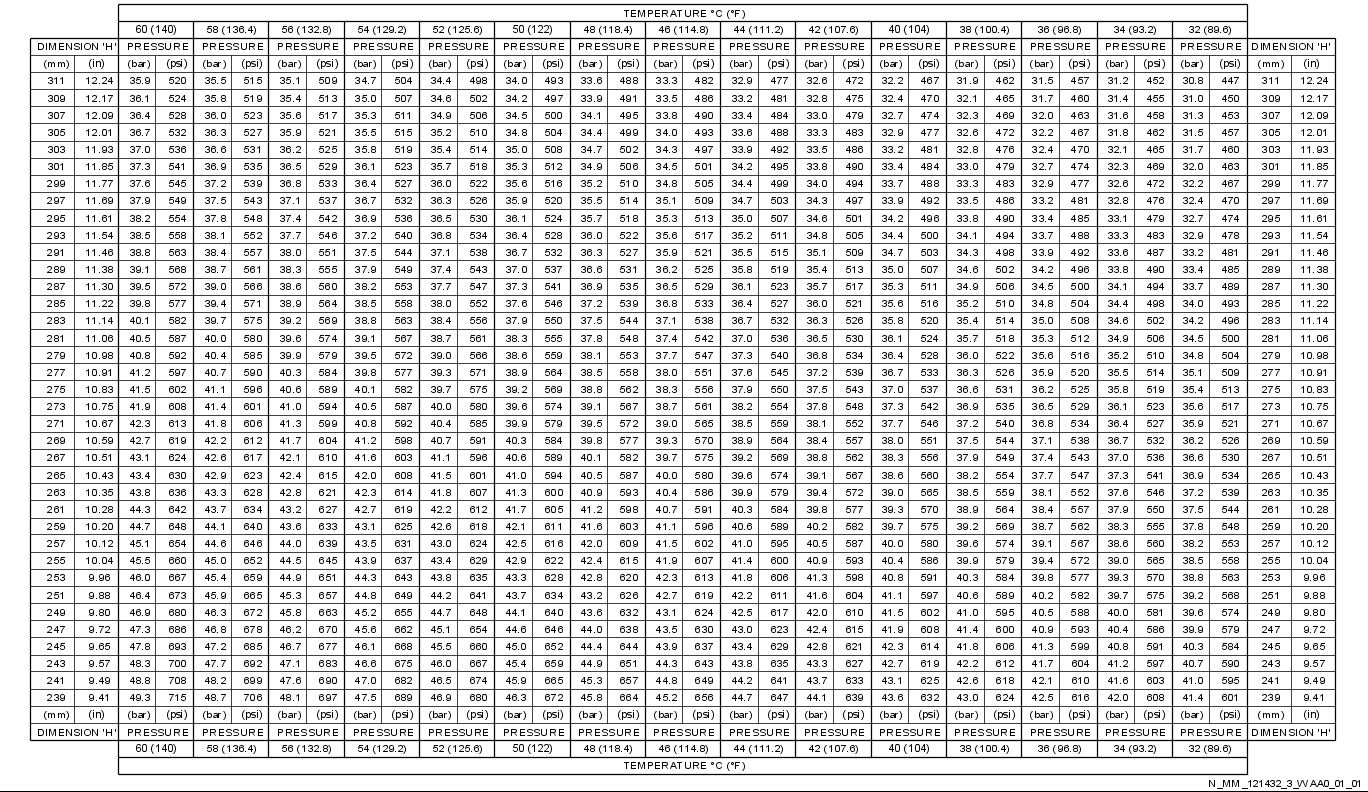 TEMPERATURE °C (°F)
60 (140) 58 (136.4) 56 (132.8) 54 (129.2) 52 (125.6) 50 (122) 48 (118.4) 46 (114.8) 44 (111.2) 42 (107.6) 40 (104) 38 (100.4) 36 (96.8) 34 (93.2) 32 (89.6)
DIMENSION 'H' PRESSURE PRESSURE PRESSURE PRESSURE PRESSURE PRESSURE PRESSURE PRESSURE PRESSURE PRESSURE PRESSURE PRESSURE PRESSURE PRESSURE PRESSURE DIMENSION 'H'
(mm) (in) (bar) (psi) (bar) (psi) (bar) (psi) (bar) (psi) (bar) (psi) (bar) (psi) (bar) (psi) (bar) (psi) (bar) (psi) (bar) (psi) (bar) (psi) (bar) (psi) (bar) (psi) (bar) (psi) (bar) (psi) (mm) (in)
311 12.24 35.9 520 35.5 515 35.1 509 34.7 504 34.4 498 34.0 493 33.6 488 33.3 482 32.9 477 32.6 472 32.2 467 31.9 462 31.5 457 31.2 452 30.8 447 311 12.24
309 12.17 36.1 524 35.8 519 35.4 513 35.0 507 34.6 502 34.2 497 33.9 491 33.5 486 33.2 481 32.8 475 32.4 470 32.1 465 31.7 460 31.4 455 31.0 450 309 12.17
307 12.09 36.4 528 36.0 523 35.6 517 35.3 511 34.9 506 34.5 500 34.1 495 33.8 490 33.4 484 33.0 479 32.7 474 32.3 469 32.0 463 31.6 458 31.3 453 307 12.09
305 12.01 36.7 532 36.3 527 35.9 521 35.5 515 35.2 510 34.8 504 34.4 499 34.0 493 33.6 488 33.3 483 32.9 477 32.6 472 32.2 467 31.8 462 31.5 457 305 12.01
303 11.93 37.0 536 36.6 531 36.2 525 35.8 519 35.4 514 35.0 508 34.7 502 34.3 497 33.9 492 33.5 486 33.2 481 32.8 476 32.4 470 32.1 465 31.7 460 303 11.93
301 11.85 37.3 541 36.9 535 36.5 529 36.1 523 35.7 518 35.3 512 34.9 506 34.5 501 34.2 495 33.8 490 33.4 484 33.0 479 32.7 474 32.3 469 32.0 463 301 11.85
299 11.77 37.6 545 37.2 539 36.8 533 36.4 527 36.0 522 35.6 516 35.2 510 34.8 505 34.4 499 34.0 494 33.7 488 33.3 483 32.9 477 32.6 472 32.2 467 299 11.77
297 11.69 37.9 549 37.5 543 37.1 537 36.7 532 36.3 526 35.9 520 35.5 514 35.1 509 34.7 503 34.3 497 33.9 492 33.5 486 33.2 481 32.8 476 32.4 470 297 11.69
295 11.61 38.2 554 37.8 548 37.4 542 36.9 536 36.5 530 36.1 524 35.7 518 35.3 513 35.0 507 34.6 501 34.2 496 33.8 490 33.4 485 33.1 479 32.7 474 295 11.61
293 11.54 38.5 558 38.1 552 37.7 546 37.2 540 36.8 534 36.4 528 36.0 522 35.6 517 35.2 511 34.8 505 34.4 500 34.1 494 33.7 488 33.3 483 32.9 478 293 11.54
291 11.46 38.8 563 38.4 557 38.0 551 37.5 544 37.1 538 36.7 532 36.3 527 35.9 521 35.5 515 35.1 509 34.7 503 34.3 498 33.9 492 33.6 487 33.2 481 291 11.46
289 11.38 39.1 568 38.7 561 38.3 555 37.9 549 37.4 543 37.0 537 36.6 531 36.2 525 35.8 519 35.4 513 35.0 507 34.6 502 34.2 496 33.8 490 33.4 485 289 11.38
287 11.30 39.5 572 39.0 566 38.6 560 38.2 553 37.7 547 37.3 541 36.9 535 36.5 529 36.1 523 35.7 517 35.3 511 34.9 506 34.5 500 34.1 494 33.7 489 287 11.30
285 11.22 39.8 577 39.4 571 38.9 564 38.5 558 38.0 552 37.6 546 37.2 539 36.8 533 36.4 527 36.0 521 35.6 516 35.2 510 34.8 504 34.4 498 34.0 493 285 11.22
283 11.14 40.1 582 39.7 575 39.2 569 38.8 563 38.4 556 37.9 550 37.5 544 37.1 538 36.7 532 36.3 526 35.8 520 35.4 514 35.0 508 34.6 502 34.2 496 283 11.14
281 11.06 40.5 587 40.0 580 39.6 574 39.1 567 38.7 561 38.3 555 37.8 548 37.4 542 37.0 536 36.5 530 36.1 524 35.7 518 35.3 512 34.9 506 34.5 500 281 11.06
279 10.98 40.8 592 40.4 585 39.9 579 39.5 572 39.0 566 38.6 559 38.1 553 37.7 547 37.3 540 36.8 534 36.4 528 36.0 522 35.6 516 35.2 510 34.8 504 279 10.98
277 10.91 41.2 597 40.7 590 40.3 584 39.8 577 39.3 571 38.9 564 38.5 558 38.0 551 37.6 545 37.2 539 36.7 533 36.3 526 35.9 520 35.5 514 35.1 509 277 10.91
275 10.83 41.5 602 41.1 596 40.6 589 40.1 582 39.7 575 39.2 569 38.8 562 38.3 556 37.9 550 37.5 543 37.0 537 36.6 531 36.2 525 35.8 519 35.4 513 275 10.83
273 10.75 41.9 608 41.4 601 41.0 594 40.5 587 40.0 580 39.6 574 39.1 567 38.7 561 38.2 554 37.8 548 37.3 542 36.9 535 36.5 529 36.1 523 35.6 517 273 10.75
271 10.67 42.3 613 41.8 606 41.3 599 40.8 592 40.4 585 39.9 579 39.5 572 39.0 565 38.5 559 38.1 552 37.7 546 37.2 540 36.8 534 36.4 527 35.9 521 271 10.67
269 10.59 42.7 619 42.2 612 41.7 604 41.2 598 40.7 591 40.3 584 39.8 577 39.3 570 38.9 564 38.4 557 38.0 551 37.5 544 37.1 538 36.7 532 36.2 526 269 10.59
267 10.51 43.1 624 42.6 617 42.1 610 41.6 603 41.1 596 40.6 589 40.1 582 39.7 575 39.2 569 38.8 562 38.3 556 37.9 549 37.4 543 37.0 536 36.6 530 267 10.51
265 10.43 43.4 630 42.9 623 42.4 615 42.0 608 41.5 601 41.0 594 40.5 587 40.0 580 39.6 574 39.1 567 38.6 560 38.2 554 37.7 547 37.3 541 36.9 534 265 10.43
263 10.35 43.8 636 43.3 628 42.8 621 42.3 614 41.8 607 41.3 600 40.9 593 40.4 586 39.9 579 39.4 572 39.0 565 38.5 559 38.1 552 37.6 546 37.2 539 263 10.35
261 10.28 44.3 642 43.7 634 43.2 627 42.7 619 42.2 612 41.7 605 41.2 598 40.7 591 40.3 584 39.8 577 39.3 570 38.9 564 38.4 557 37.9 550 37.5 544 261 10.28
259 10.20 44.7 648 44.1 640 43.6 633 43.1 625 42.6 618 42.1 611 41.6 603 41.1 596 40.6 589 40.2 582 39.7 575 39.2 569 38.7 562 38.3 555 37.8 548 259 10.20
257 10.12 45.1 654 44.6 646 44.0 639 43.5 631 43.0 624 42.5 616 42.0 609 41.5 602 41.0 595 40.5 587 40.0 580 39.6 574 39.1 567 38.6 560 38.2 553 257 10.12
255 10.04 45.5 660 45.0 652 44.5 645 43.9 637 43.4 629 42.9 622 42.4 615 41.9 607 41.4 600 40.9 593 40.4 586 39.9 579 39.4 572 39.0 565 38.5 558 255 10.04
253 9.96 46.0 667 45.4 659 44.9 651 44.3 643 43.8 635 43.3 628 42.8 620 42.3 613 41.8 606 41.3 598 40.8 591 40.3 584 39.8 577 39.3 570 38.8 563 253 9.96
251 9.88 46.4 673 45.9 665 45.3 657 44.8 649 44.2 641 43.7 634 43.2 626 42.7 619 42.2 611 41.6 604 41.1 597 40.6 589 40.2 582 39.7 575 39.2 568 251 9.88
249 9.80 46.9 680 46.3 672 45.8 663 45.2 655 44.7 648 44.1 640 43.6 632 43.1 624 42.5 617 42.0 610 41.5 602 41.0 595 40.5 588 40.0 581 39.6 574 249 9.80
247 9.72 47.3 686 46.8 678 46.2 670 45.6 662 45.1 654 44.6 646 44.0 638 43.5 630 43.0 623 42.4 615 41.9 608 41.4 600 40.9 593 40.4 586 39.9 579 247 9.72
245 9.65 47.8 693 47.2 685 46.7 677 46.1 668 45.5 660 45.0 652 44.4 644 43.9 637 43.4 629 42.8 621 42.3 614 41.8 606 41.3 599 40.8 591 40.3 584 245 9.65
243 9.57 48.3 700 47.7 692 47.1 683 46.6 675 46.0 667 45.4 659 44.9 651 44.3 643 43.8 635 43.3 627 42.7 619 42.2 612 41.7 604 41.2 597 40.7 590 243 9.57
241 9.49 48.8 708 48.2 699 47.6 690 47.0 682 46.5 674 45.9 665 45.3 657 44.8 649 44.2 641 43.7 633 43.1 625 42.6 618 42.1 610 41.6 603 41.0 595 241 9.49
239 9.41 49.3 715 48.7 706 48.1 697 47.5 689 46.9 680 46.3 672 45.8 664 45.2 656 44.7 647 44.1 639 43.6 632 43.0 624 42.5 616 42.0 608 41.4 601 239 9.41
(mm) (in) (bar) (psi) (bar) (psi) (bar) (psi) (bar) (psi) (bar) (psi) (bar) (psi) (bar) (psi) (bar) (psi) (bar) (psi) (bar) (psi) (bar) (psi) (bar) (psi) (bar) (psi) (bar) (psi) (bar) (psi) (mm) (in)
DIMENSION 'H' PRESSURE PRESSURE PRESSURE PRESSURE PRESSURE PRESSURE PRESSURE PRESSURE PRESSURE PRESSURE PRESSURE PRESSURE PRESSURE PRESSURE PRESSURE DIMENSION 'H'
60 (140) 58 (136.4) 56 (132.8) 54 (129.2) 52 (125.6) 50 (122) 48 (118.4) 46 (114.8) 44 (111.2) 42 (107.6) 40 (104) 38 (100.4) 36 (96.8) 34 (93.2) 32 (89.6)
TEMPERATURE °C (°F)
N_MM_121432_3_WAA0_01_01